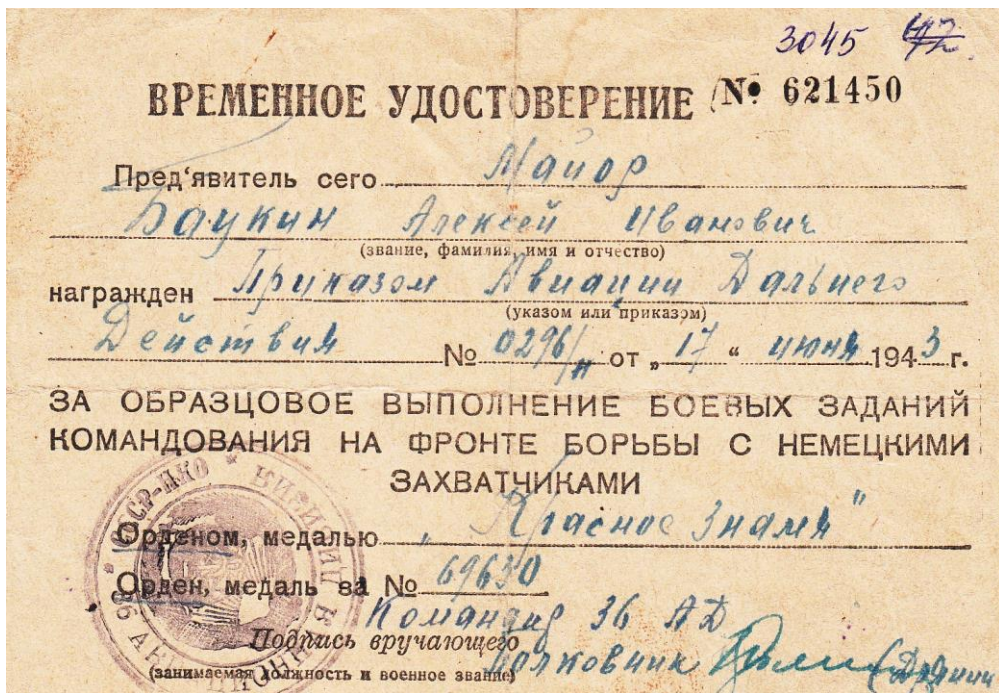 3045 42
ВРЕМЕННОЕ УДОСТОВЕРЕНИЕ № 621450
Пред'явитель сего Майор
Баукин Алексей Иванович
(звание, фамилия, имя и отчество)
награжден Приказом Авиации Дальнего
(указом или приказом)
Действия № 0296/н от „17“ июня 1943 г.
ЗА ОБРАЗЦОВОЕ ВЫПОЛНЕНИЕ БОЕВЫХ ЗАДАНИЙ
КОМАНДОВАНИЯ НА ФРОНТЕ БОРЬБЫ С НЕМЕЦКИМИ
ЗАХВАТЧИКАМИ
Орденом, медалью „Красное Знамя"
Орден, медаль за № 69630
Командир 36 АД
Подпись вручающего
(занимаемая должность и военное звание) полковник